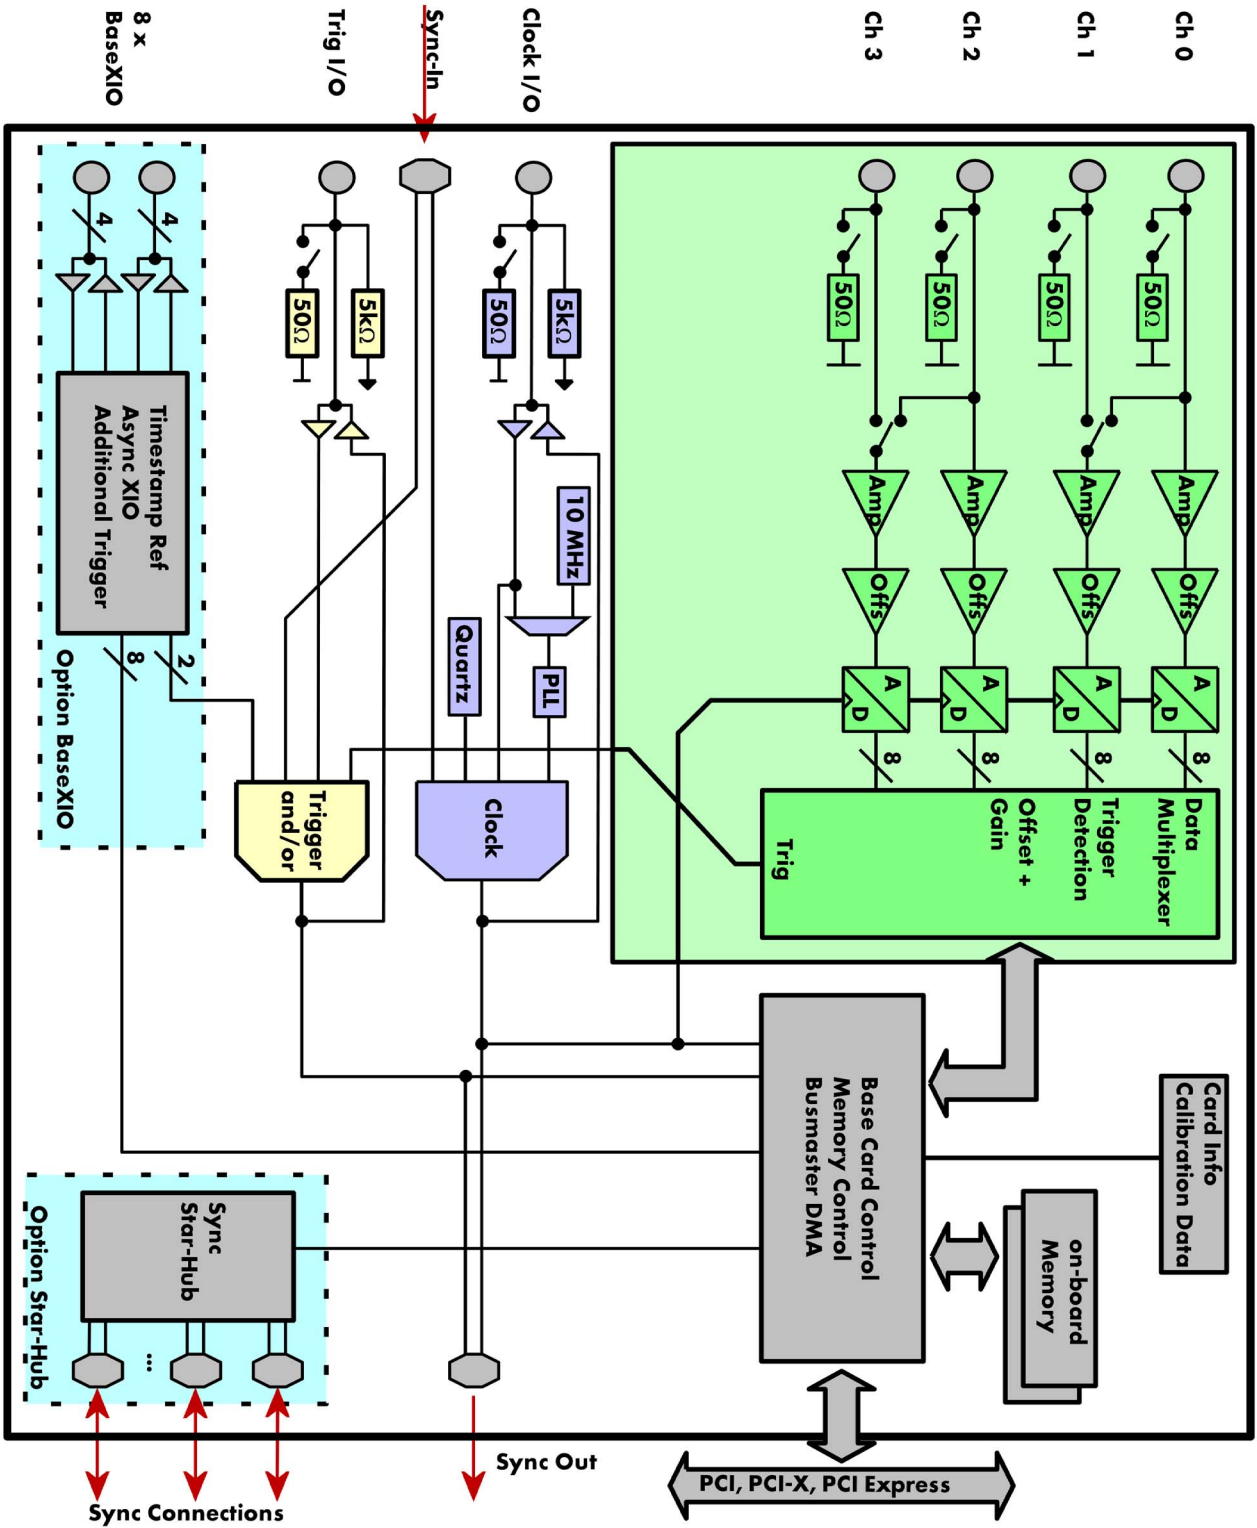 Ch 0
Ch 1
Ch 2
Ch 3
Clock I/O
Sync-In
Trig I/O
8 x
BaseXIO
50Ω
50Ω
50Ω
50Ω
Amp
Amp
Amp
Amp
Offs
Offs
Offs
Offs
A
D
A
D
A
D
A
D
8
8
8
8
Data
Multiplexer
Trigger
Detection
Offset +
Gain
Trig
5kΩ
50Ω
10 MHz
PLL
Quartz
Clock
5kΩ
50Ω
Trigger
and/or
4
4
Timestamp Ref
Async XIO
Additional Trigger
2
8
Option BaseXIO
Card Info
Calibration Data
on-board
Memory
Base Card Control
Memory Control
Busmaster DMA
Sync
Star-Hub
...
Option Star-Hub
Sync Out
PCI, PCI-X, PCI Express
Sync Connections